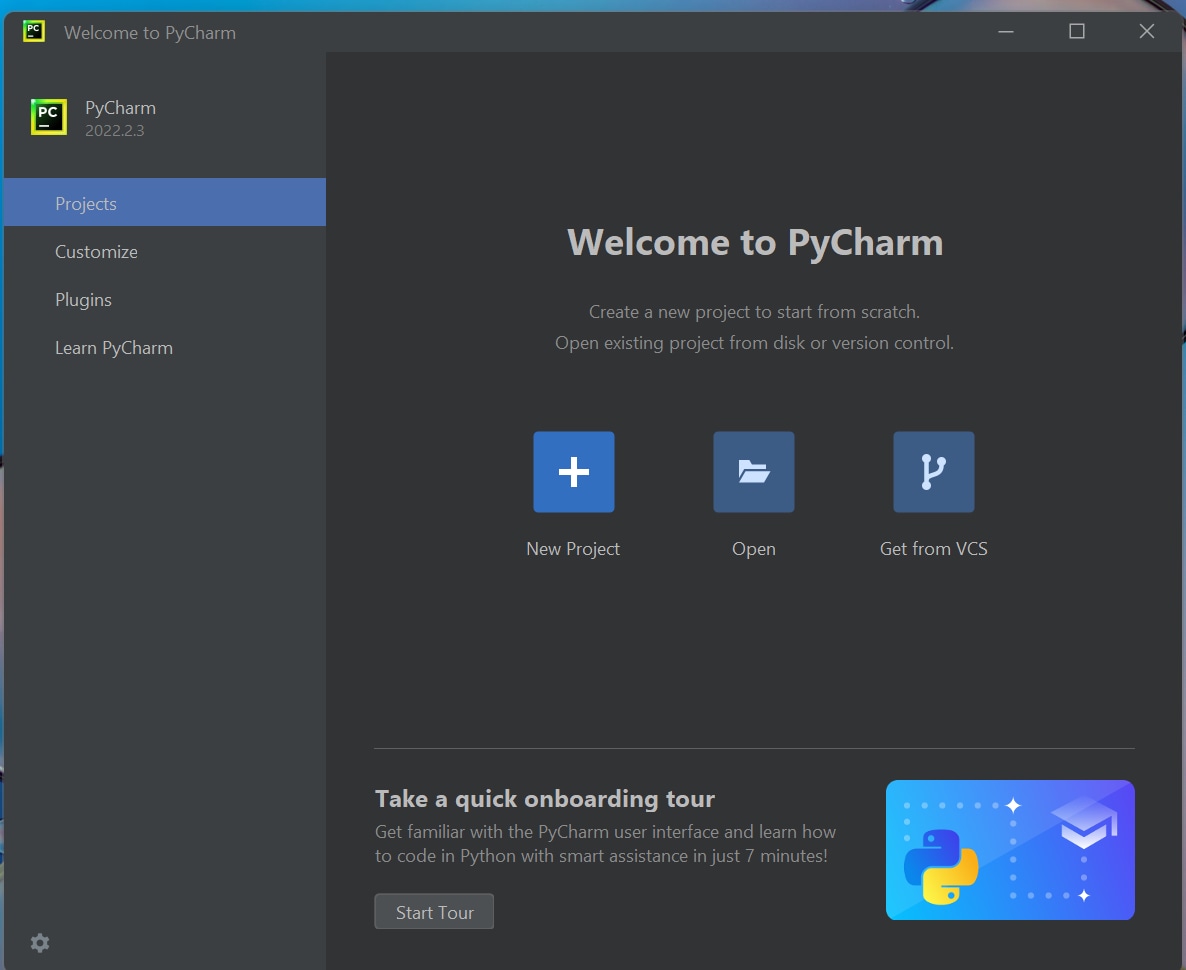 PC
Welcome to PyCharm
PC
PyCharm
2022.2.3
Projects
Customize
Plugins
Learn PyCharm
Welcome to PyCharm
Create a new project to start from scratch.
Open existing project from disk or version control.
New Project
Open
Get from VCS
Take a quick onboarding tour
Get familiar with the PyCharm user interface and learn how
to code in Python with smart assistance in just 7 minutes!
Start Tour